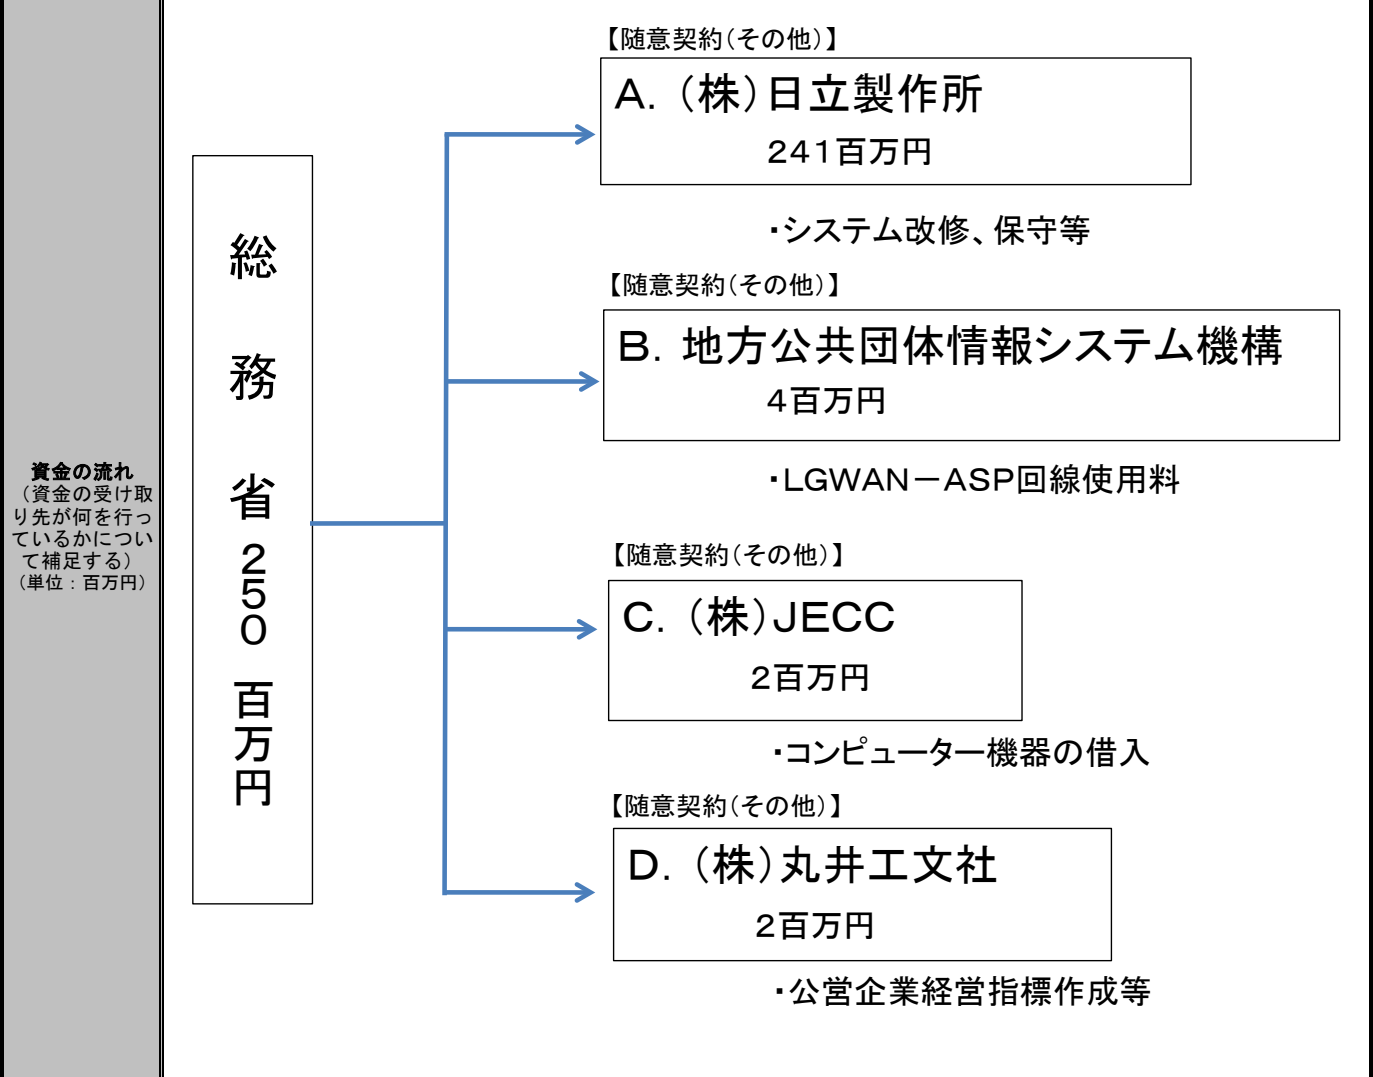 資金の流れ
（資金の受け取
り先が何を行っ
ているかについ
て補足する）
（単位：百万円）
総務省 250 百万円
【随意契約（その他）】
A．（株）日立製作所
241百万円
・システム改修、保守等
【随意契約（その他）】
B．地方公共団体情報システム機構
4百万円
・LGWAN－ASP回線使用料
【随意契約（その他）】
C．（株）JECC
2百万円
・コンピューター機器の借入
【随意契約（その他）】
D．（株）丸井工文社
2百万円
・公営企業経営指標作成等